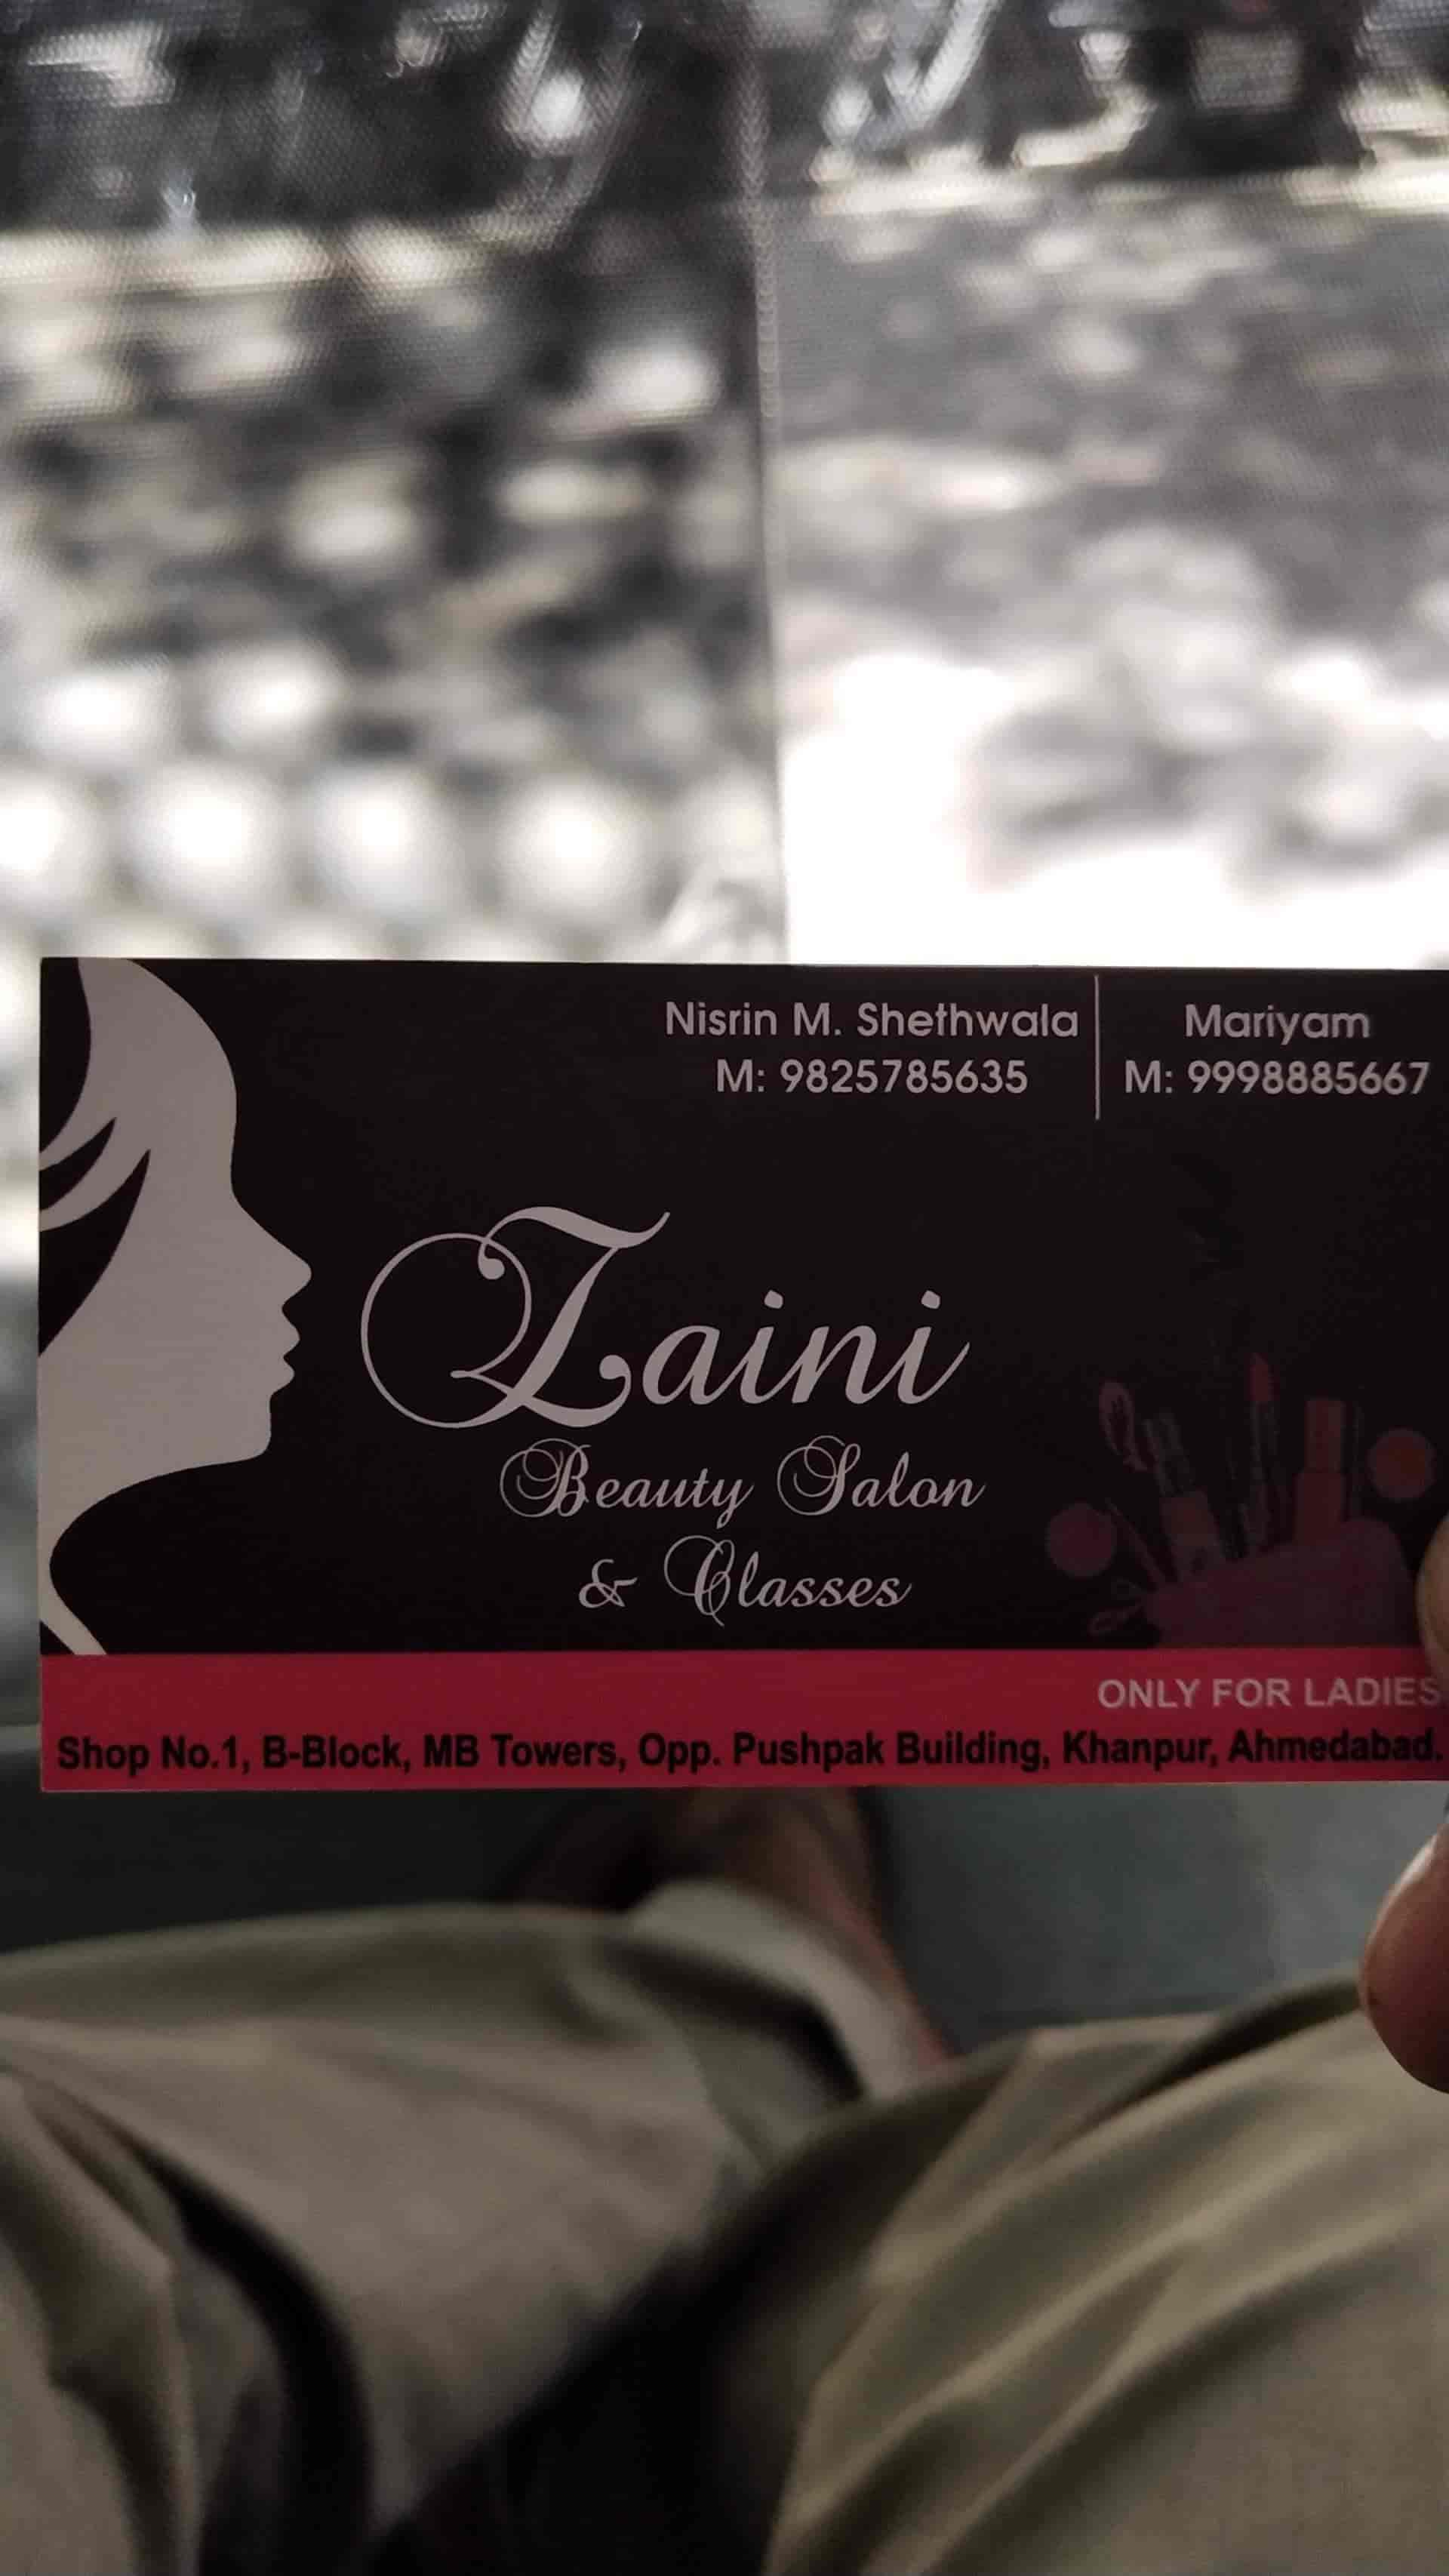 Nisrin M. Shethwala
M: 9825785635
Mariyam
M: 9998885667
Zaini
Beauty Salon
& Classes
ONLY FOR LADIES
Shop No.1, B-Block, MB Towers, Opp. Pushpak Building, Khanpur, Ahmedabad.